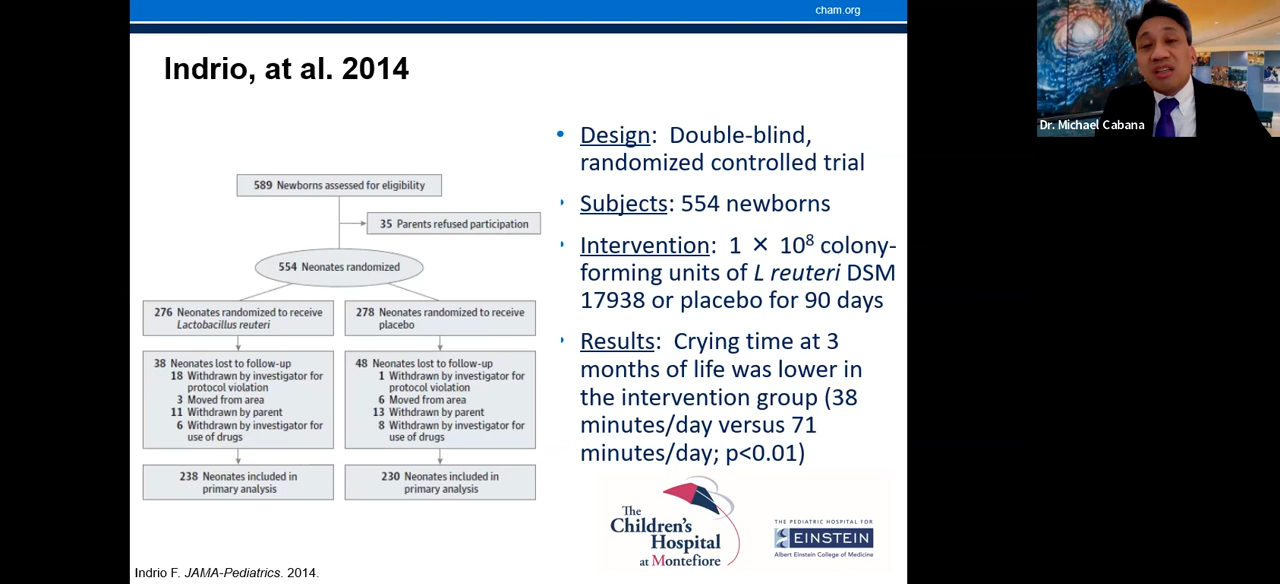 cham.org
Indrio, at al. 2014
Dr. Michael Cabana
589 Newborns assessed for eligibility
35 Parents refused participation
554 Neonates randomized
276 Neonates randomized to receive
Lactobacillus reuteri
278 Neonates randomized to receive
placebo
38 Neonates lost to follow-up
18 Withdrawn by investigator for
protocol violation
3 Moved from area
11 Withdrawn by parent
6 Withdrawn by investigator for
use of drugs
48 Neonates lost to follow-up
1 Withdrawn by investigator for
protocol violation
6 Moved from area
13 Withdrawn by parent
8 Withdrawn by investigator for
use of drugs
238 Neonates included in
primary analysis
230 Neonates included in
primary analysis
• Design: Double-blind,
randomized controlled trial
Subjects: 554 newborns
Intervention: 1 × 10⁸ colony-
forming units of L reuteri DSM
17938 or placebo for 90 days
Results: Crying time at 3
months of life was lower in
the intervention group (38
minutes/day versus 71
minutes/day; p<0.01)
The
Children's
Hospital
at Montefiore
THE PEDIATRIC HOSPITAL FOR
EINSTEIN
Albert Einstein College of Medicine
Indrio F. JAMA-Pediatrics. 2014.